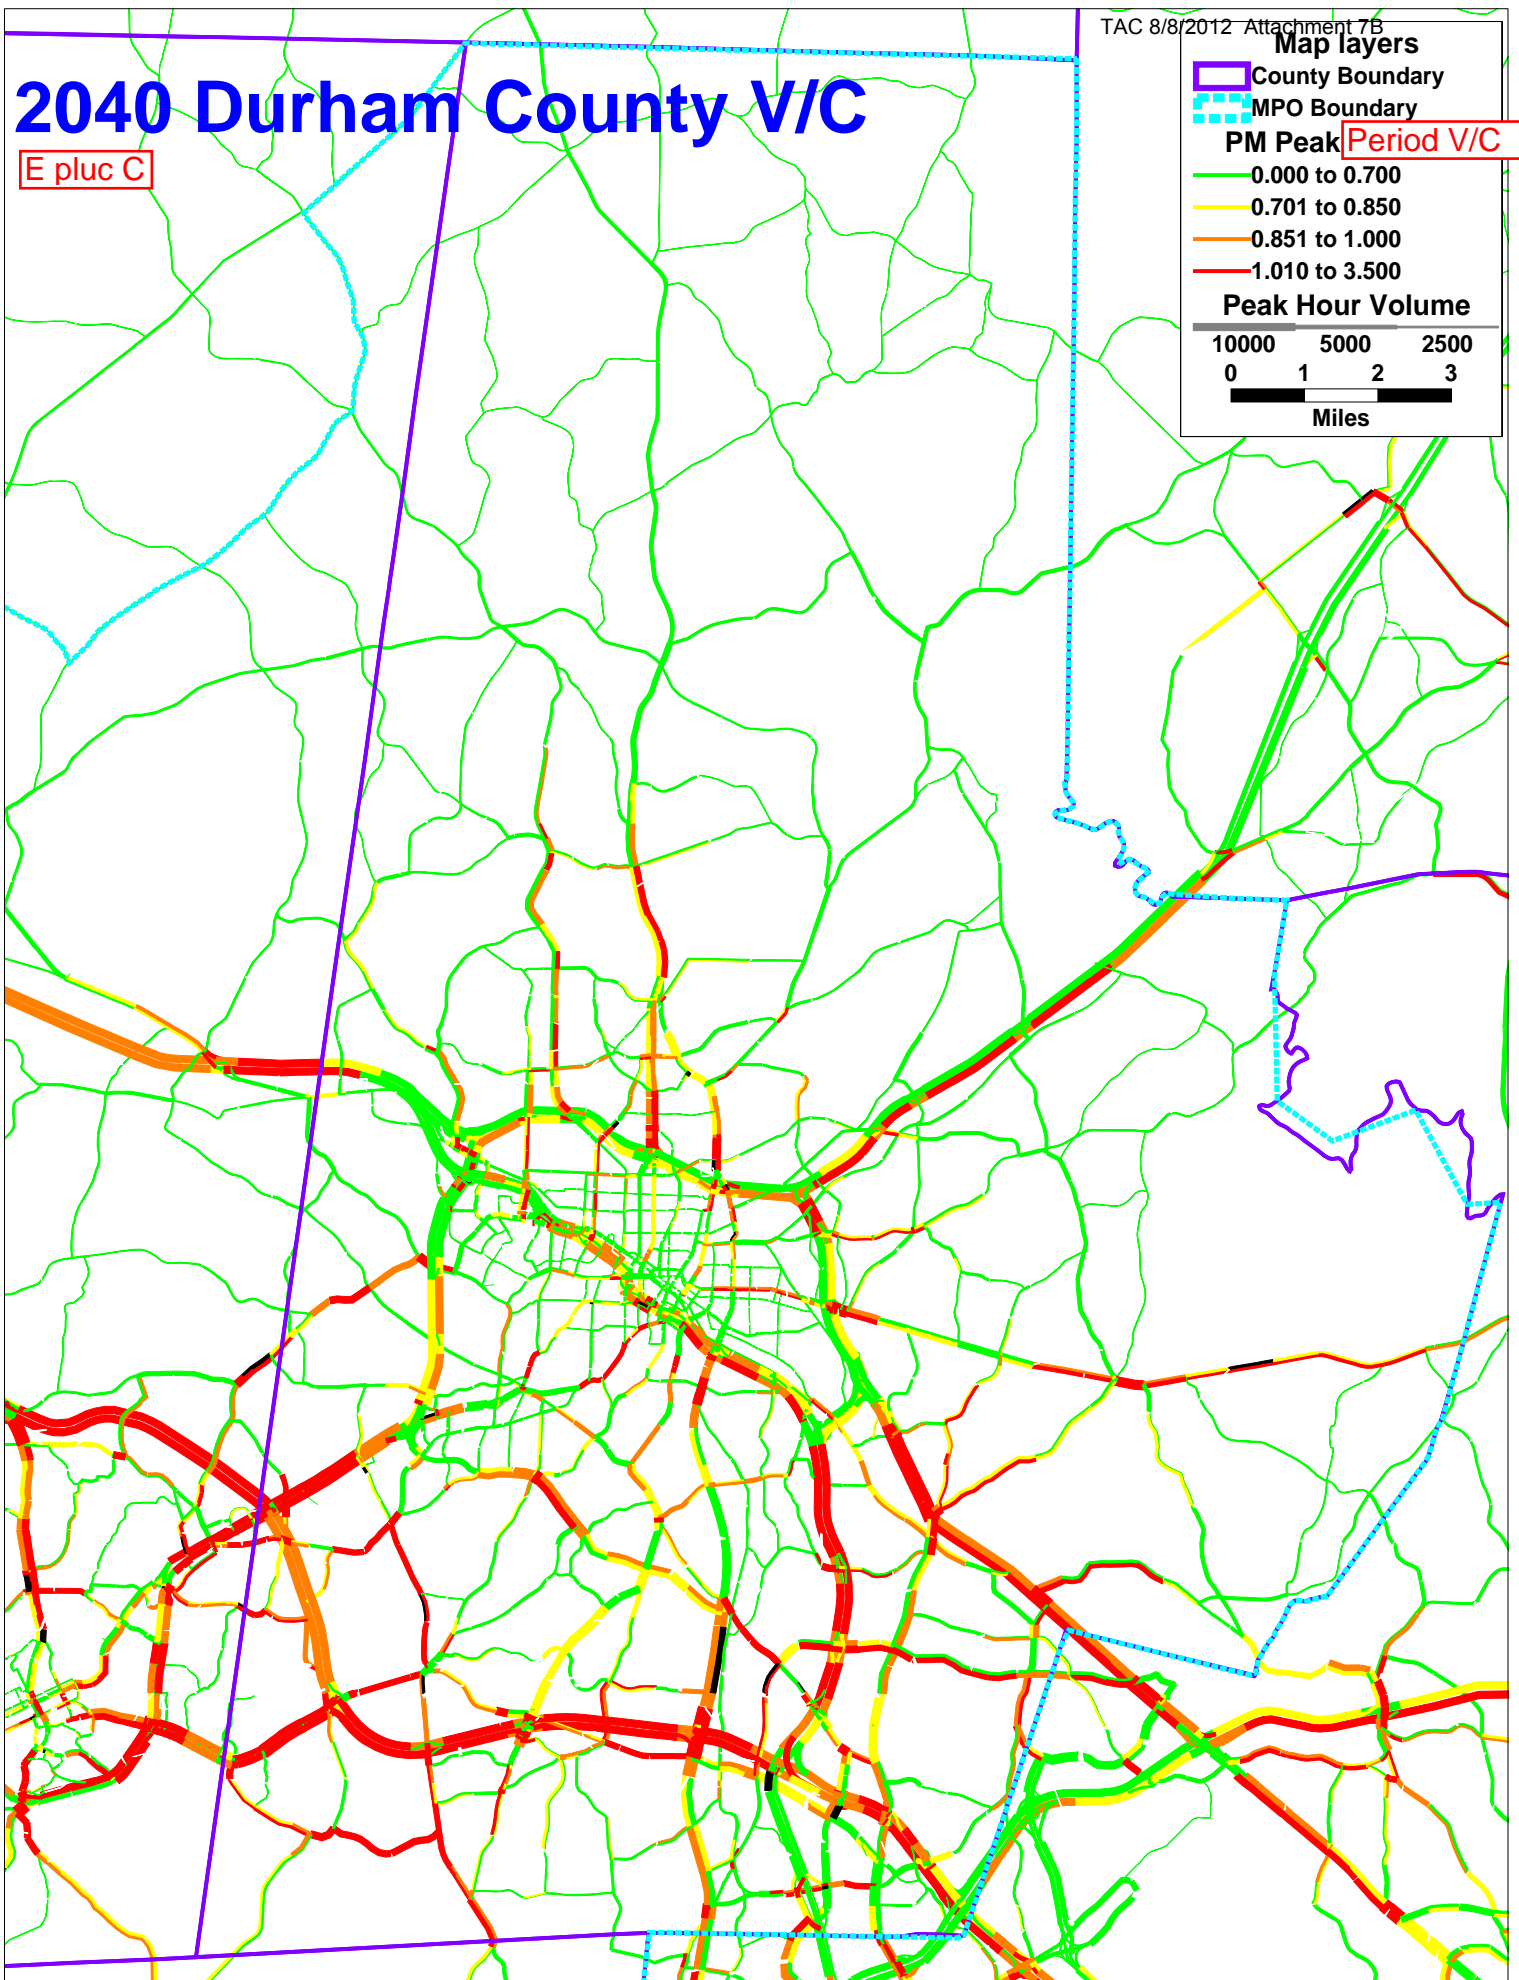 TAC 8/8/2012 Attachment 7B
2040 Durham County V/C
E pluc C
Map layers
County Boundary
MPO Boundary
PM Peak Period V/C
0.000 to 0.700
0.701 to 0.850
0.851 to 1.000
1.010 to 3.500
Peak Hour Volume
10000 5000 2500
0 1 2 3
Miles